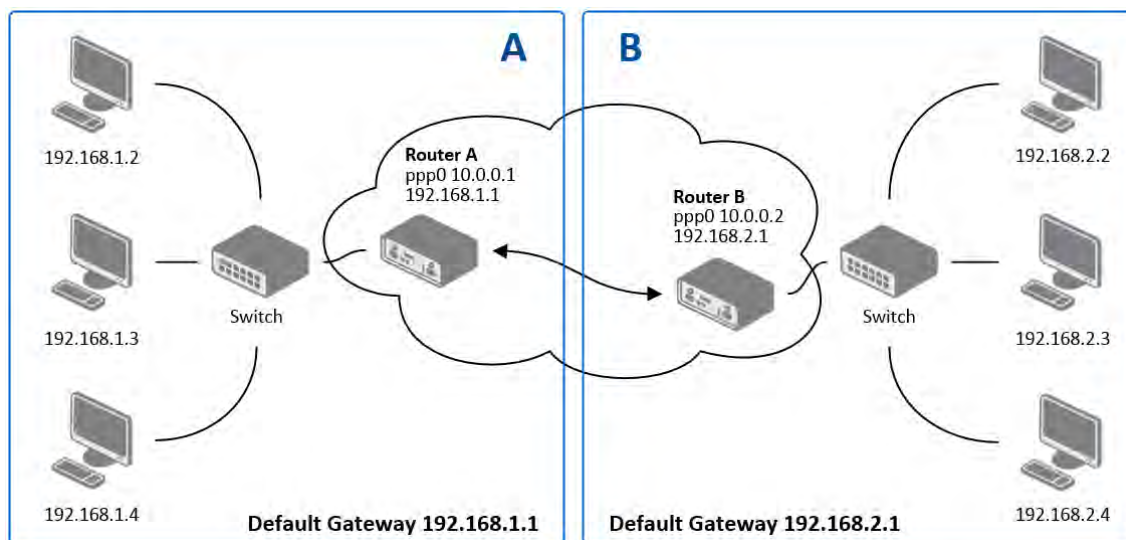 A
B
192.168.1.2
192.168.1.3
192.168.1.4
Switch
Router A
ppp0 10.0.0.1
192.168.1.1
Router B
ppp0 10.0.0.2
192.168.2.1
Switch
192.168.2.2
192.168.2.3
192.168.2.4
Default Gateway 192.168.1.1
Default Gateway 192.168.2.1